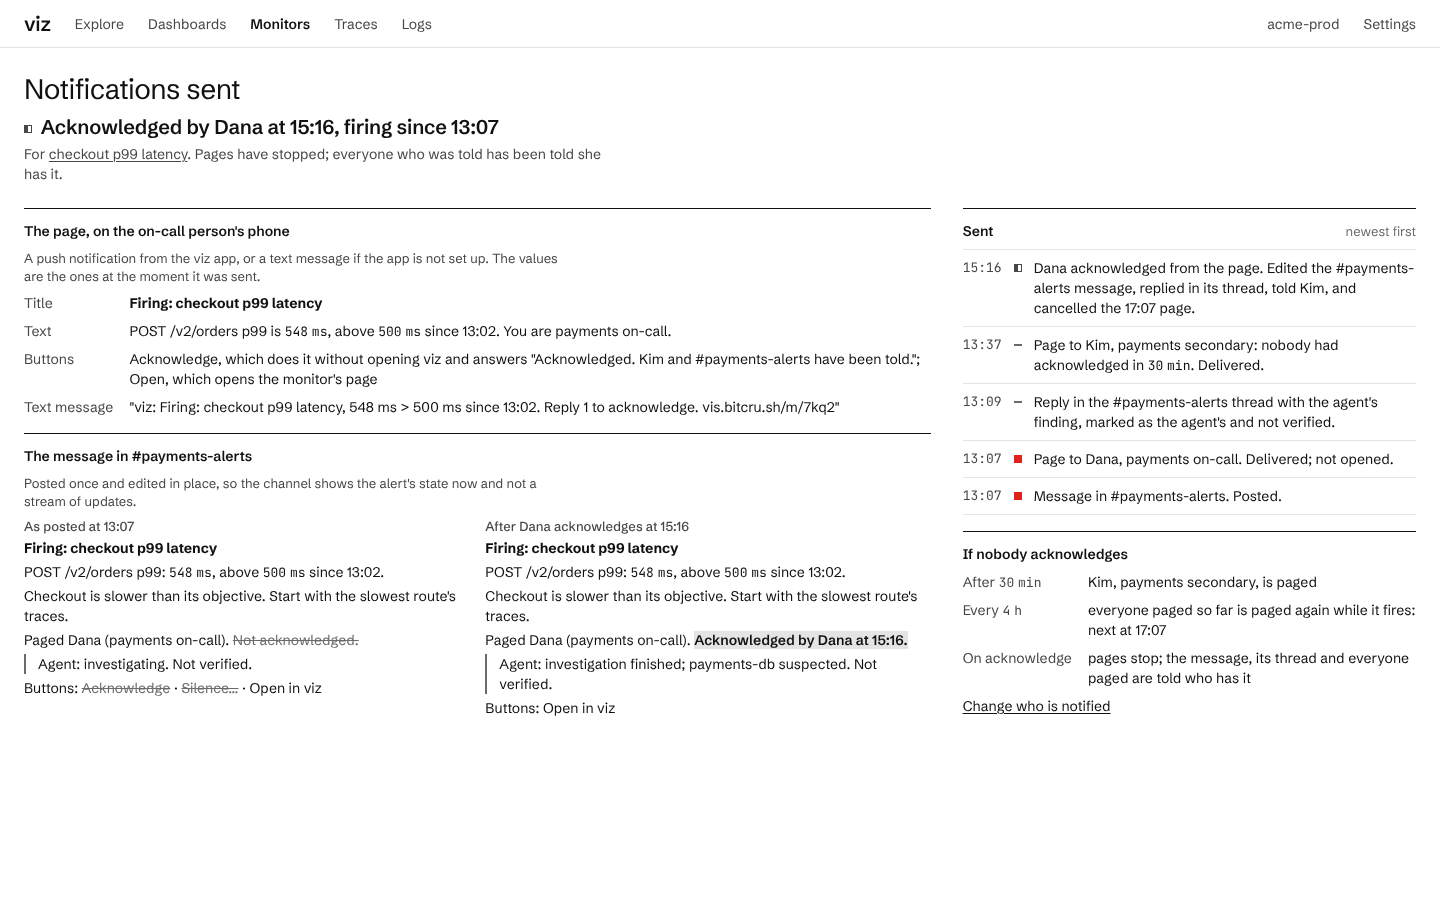 viz Explore Dashboards Monitors Traces Logs acme-prod Settings
Notifications sent
Acknowledged by Dana at 15:16, firing since 13:07
For checkout p99 latency. Pages have stopped; everyone who was told has been told she
has it.
The page, on the on-call person's phone
A push notification from the viz app, or a text message if the app is not set up. The values
are the ones at the moment it was sent.
Title Firing: checkout p99 latency
Text POST /v2/orders p99 is 548 ms, above 500 ms since 13:02. You are payments on-call.
Buttons Acknowledge, which does it without opening viz and answers "Acknowledged. Kim and #payments-alerts have been told.";
Open, which opens the monitor's page
Text message "viz: Firing: checkout p99 latency, 548 ms > 500 ms since 13:02. Reply 1 to acknowledge. vis.bitcru.sh/m/7kq2"
The message in #payments-alerts
Posted once and edited in place, so the channel shows the alert's state now and not a
stream of updates.
As posted at 13:07
Firing: checkout p99 latency
POST /v2/orders p99: 548 ms, above 500 ms since 13:02.
Checkout is slower than its objective. Start with the slowest route's
traces.
Paged Dana (payments on-call). Not acknowledged.
Agent: investigating. Not verified.
Buttons: Acknowledge · Silence... · Open in viz
After Dana acknowledges at 15:16
Firing: checkout p99 latency
POST /v2/orders p99: 548 ms, above 500 ms since 13:02.
Checkout is slower than its objective. Start with the slowest route's
traces.
Paged Dana (payments on-call). Acknowledged by Dana at 15:16.
Agent: investigation finished; payments-db suspected. Not
verified.
Buttons: Open in viz
Sent newest first
15:16 Dana acknowledged from the page. Edited the #payments-
alerts message, replied in its thread, told Kim, and
cancelled the 17:07 page.
13:37 Page to Kim, payments secondary: nobody had
acknowledged in 30 min. Delivered.
13:09 Reply in the #payments-alerts thread with the agent's
finding, marked as the agent's and not verified.
13:07 Page to Dana, payments on-call. Delivered; not opened.
13:07 Message in #payments-alerts. Posted.
If nobody acknowledges
After 30 min Kim, payments secondary, is paged
Every 4 h everyone paged so far is paged again while it fires:
next at 17:07
On acknowledge pages stop; the message, its thread and everyone
paged are told who has it
Change who is notified